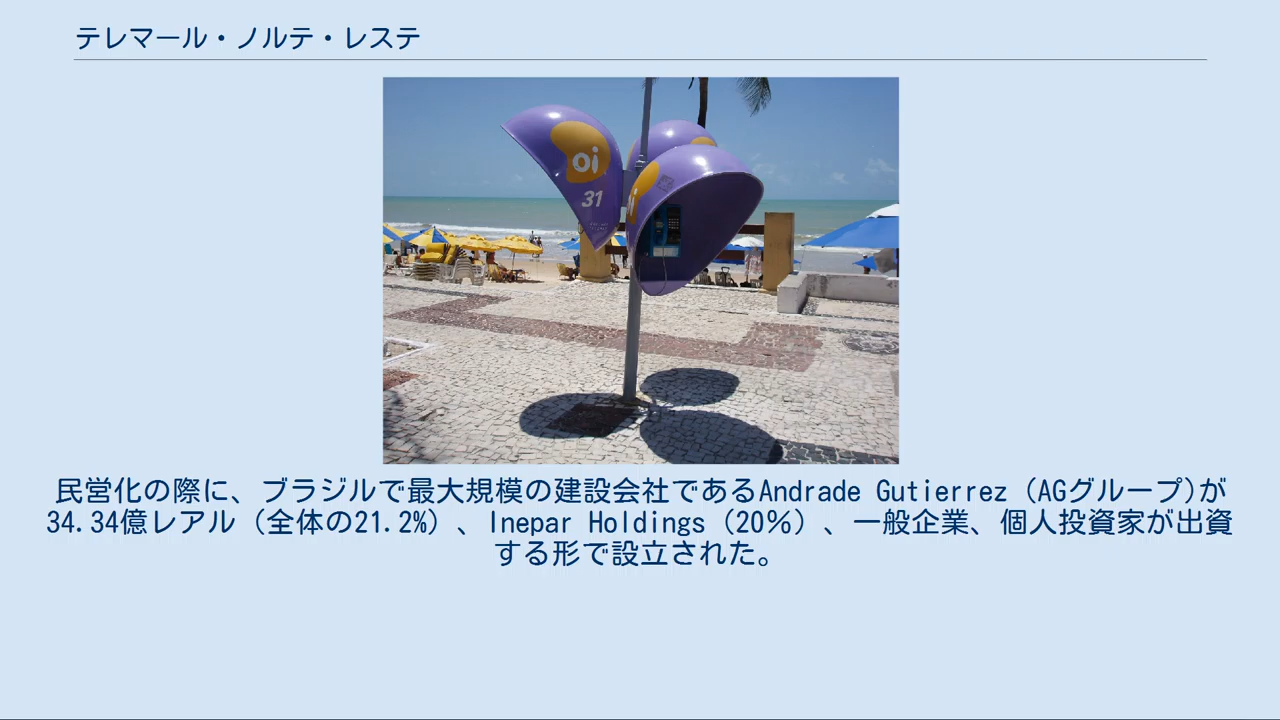 テレマール・ノルテ・レステ
oi
31
oi
民営化の際に、ブラジルで最大規模の建設会社であるAndrade Gutierrez（AGグループ)が
34.34億レアル（全体の21.2%）、Inepar Holdings（20％）、一般企業、個人投資家が出資
する形で設立された。